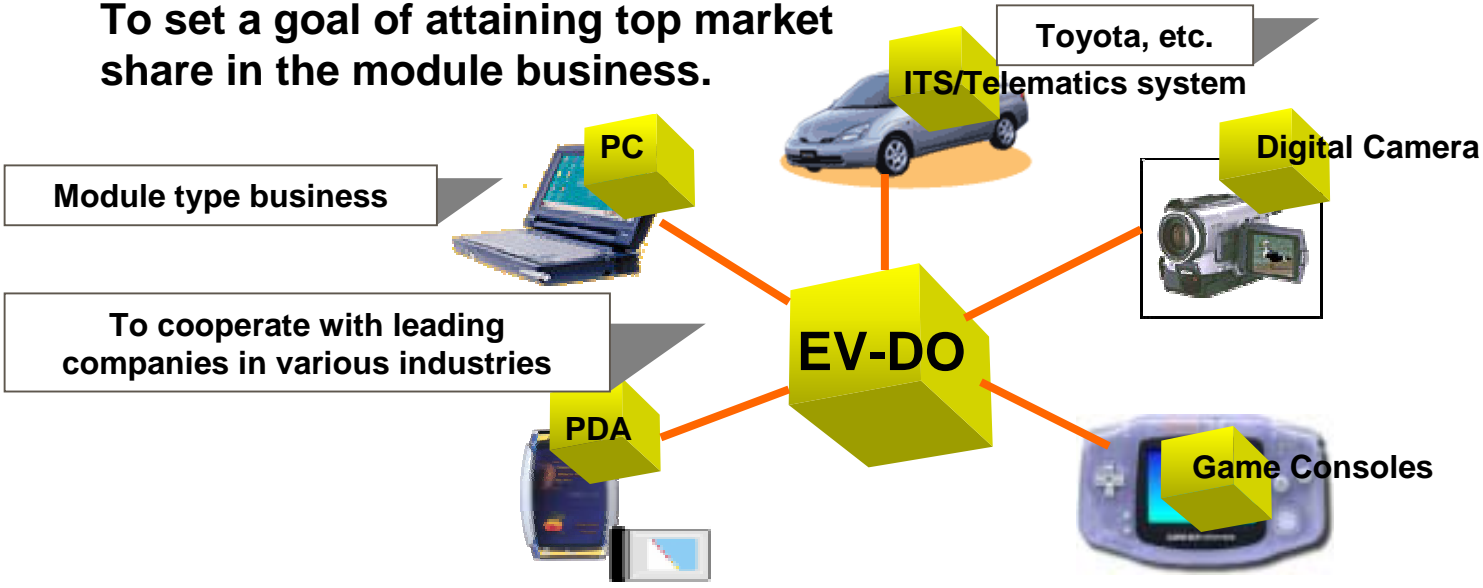 To set a goal of attaining top market
share in the module business.
Toyota, etc.
ITS/Telematics system
PC
Digital Camera
Module type business
To cooperate with leading
companies in various industries
EV-DO
PDA
Game Consoles